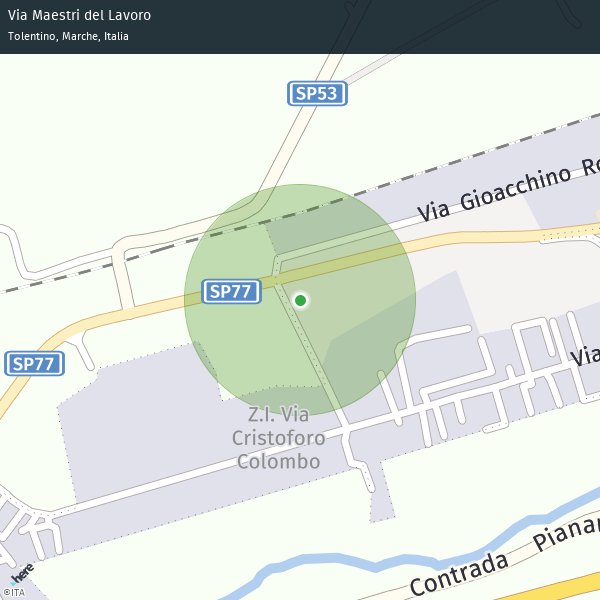 Via Maestri del Lavoro
Tolentino, Marche, Italia
SP53
Via Gioacchino Ro
SP77
SP77
Via
Z.I. Via
Cristoforo
Colombo
Contrada Pianar
here
©ITA